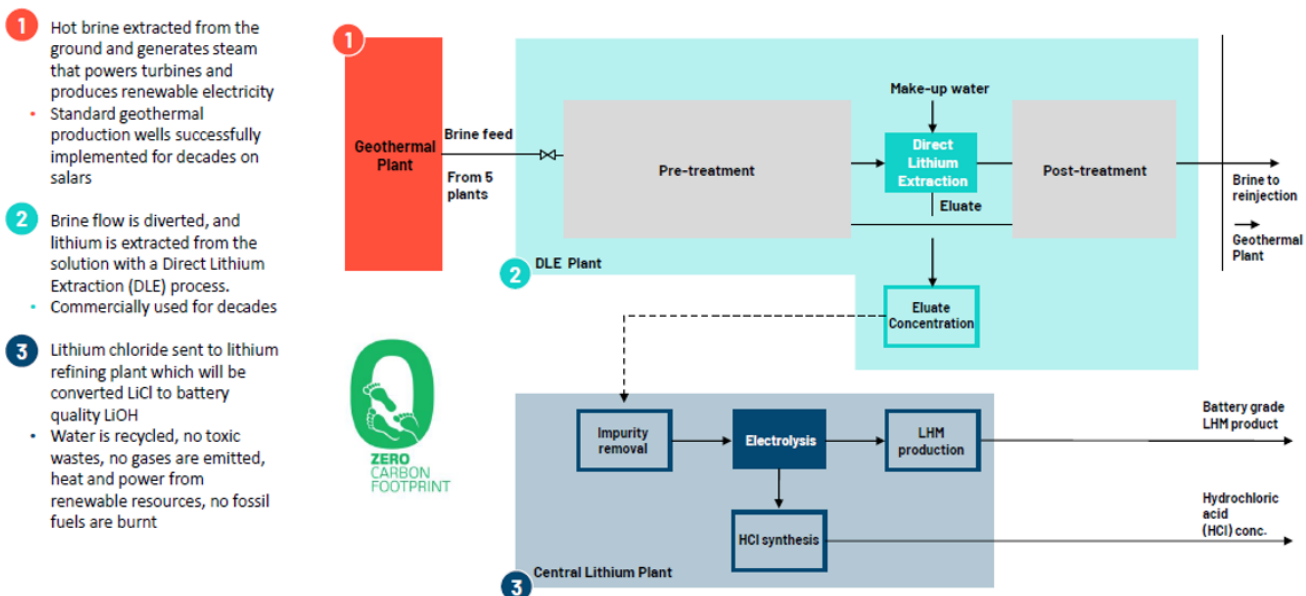 1
Hot brine extracted from the
ground and generates steam
that powers turbines and
produces renewable electricity
• Standard geothermal
production wells successfully
implemented for decades on
salars
2
Brine flow is diverted, and
lithium is extracted from the
solution with a Direct Lithium
Extraction (DLE) process.
• Commercially used for decades
3
Lithium chloride sent to lithium
refining plant which will be
converted LiCl to battery
quality LiOH
• Water is recycled, no toxic
wastes, no gases are emitted,
heat and power from
renewable resources, no fossil
fuels are burnt
1
Geothermal
Plant
Brine feed
From 5
plants
Pre-treatment
Make-up water
Direct
Lithium
Extraction
Eluate
Post-treatment
Brine to
reinjection
Geothermal
Plant
2
DLE Plant
Eluate
Concentration
ZERO
CARBON
FOOTPRINT
Impurity
removal
Electrolysis
LHM
production
Battery grade
LHM product
HCl synthesis
Hydrochloric
acid
(HCl) conc.
3
Central Lithium Plant